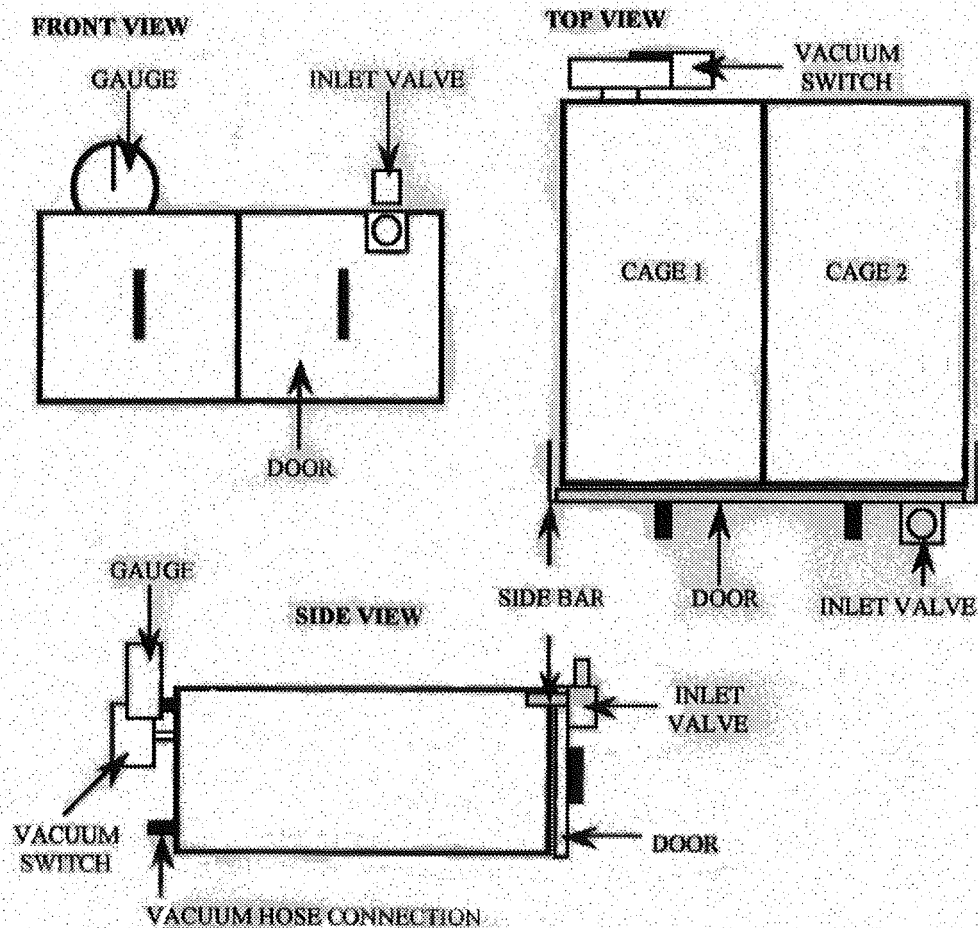 FRONT VIEW
GAUGE
INLET VALVE
DOOR
TOP VIEW
VACUUM
SWITCH
CAGE 1
CAGE 2
SIDE BAR
DOOR
INLET VALVE
SIDE VIEW
GAUGE
INLET
VALVE
VACUUM
SWITCH
DOOR
VACUUM HOSE CONNECTION